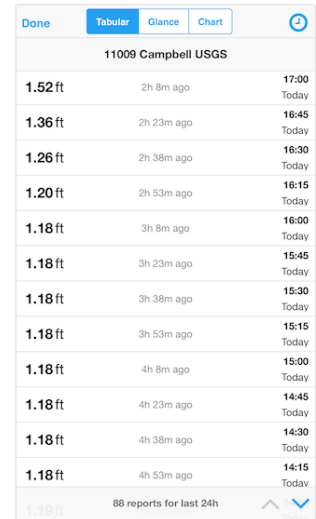 Done Tabular Glance Chart
11009 Campbell USGS
1.52 ft 2h 8m ago 17:00 Today
1.36 ft 2h 23m ago 16:45 Today
1.26 ft 2h 38m ago 16:30 Today
1.20 ft 2h 53m ago 16:15 Today
1.18 ft 3h 8m ago 16:00 Today
1.18 ft 3h 23m ago 15:45 Today
1.18 ft 3h 38m ago 15:30 Today
1.18 ft 3h 53m ago 15:15 Today
1.18 ft 4h 8m ago 15:00 Today
1.18 ft 4h 23m ago 14:45 Today
1.18 ft 4h 38m ago 14:30 Today
1.18 ft 4h 53m ago 14:15 Today
88 reports for last 24h
1.19 ft